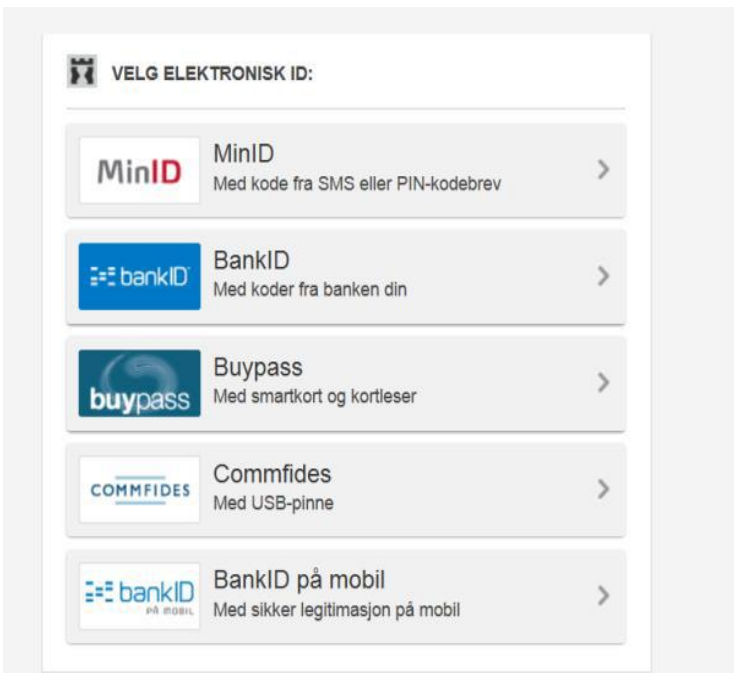 VELG ELEKTRONISK ID:
MinID
MinID
Med kode fra SMS eller PIN-kodebrev
bankID
BankID
Med koder fra banken din
buypass
Buypass
Med smartkort og kortleser
COMMFIDES
Commfides
Med USB-pinne
bankID
PÅ MOBIL
BankID på mobil
Med sikker legitimasjon på mobil